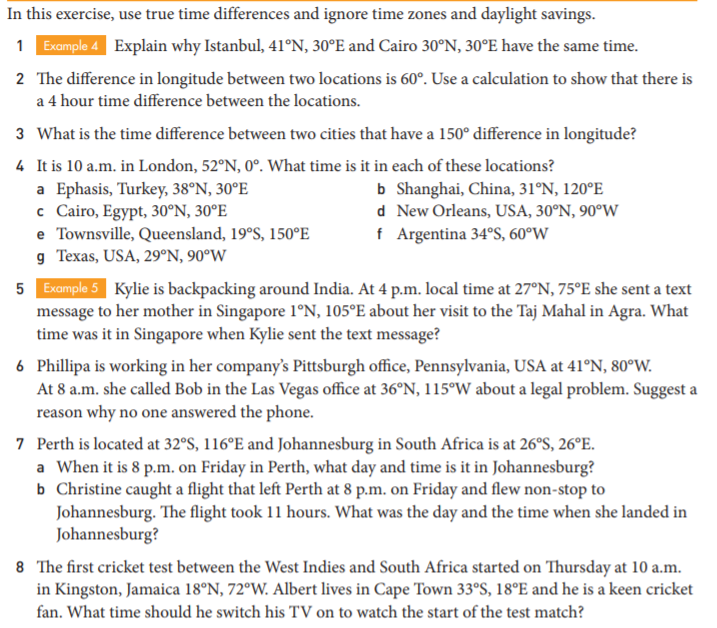 In this exercise, use true time differences and ignore time zones and daylight savings.
1 Example 4 Explain why Istanbul, 41°N, 30°E and Cairo 30°N, 30°E have the same time.
2 The difference in longitude between two locations is 60°. Use a calculation to show that there is
a 4 hour time difference between the locations.
3 What is the time difference between two cities that have a 150° difference in longitude?
4 It is 10 a.m. in London, 52°N, 0°. What time is it in each of these locations?
a Ephasis, Turkey, 38°N, 30°E b Shanghai, China, 31°N, 120°E
c Cairo, Egypt, 30°N, 30°E d New Orleans, USA, 30°N, 90°W
e Townsville, Queensland, 19°S, 150°E f Argentina 34°S, 60°W
g Texas, USA, 29°N, 90°W
5 Example 5 Kylie is backpacking around India. At 4 p.m. local time at 27°N, 75°E she sent a text
message to her mother in Singapore 1°N, 105°E about her visit to the Taj Mahal in Agra. What
time was it in Singapore when Kylie sent the text message?
6 Phillipa is working in her company's Pittsburgh office, Pennsylvania, USA at 41°N, 80°W.
At 8 a.m. she called Bob in the Las Vegas office at 36°N, 115°W about a legal problem. Suggest a
reason why no one answered the phone.
7 Perth is located at 32°S, 116°E and Johannesburg in South Africa is at 26°S, 26°E.
a When it is 8 p.m. on Friday in Perth, what day and time is it in Johannesburg?
b Christine caught a flight that left Perth at 8 p.m. on Friday and flew non-stop to
Johannesburg. The flight took 11 hours. What was the day and the time when she landed in
Johannesburg?
8 The first cricket test between the West Indies and South Africa started on Thursday at 10 a.m.
in Kingston, Jamaica 18°N, 72°W. Albert lives in Cape Town 33°S, 18°E and he is a keen cricket
fan. What time should he switch his TV on to watch the start of the test match?